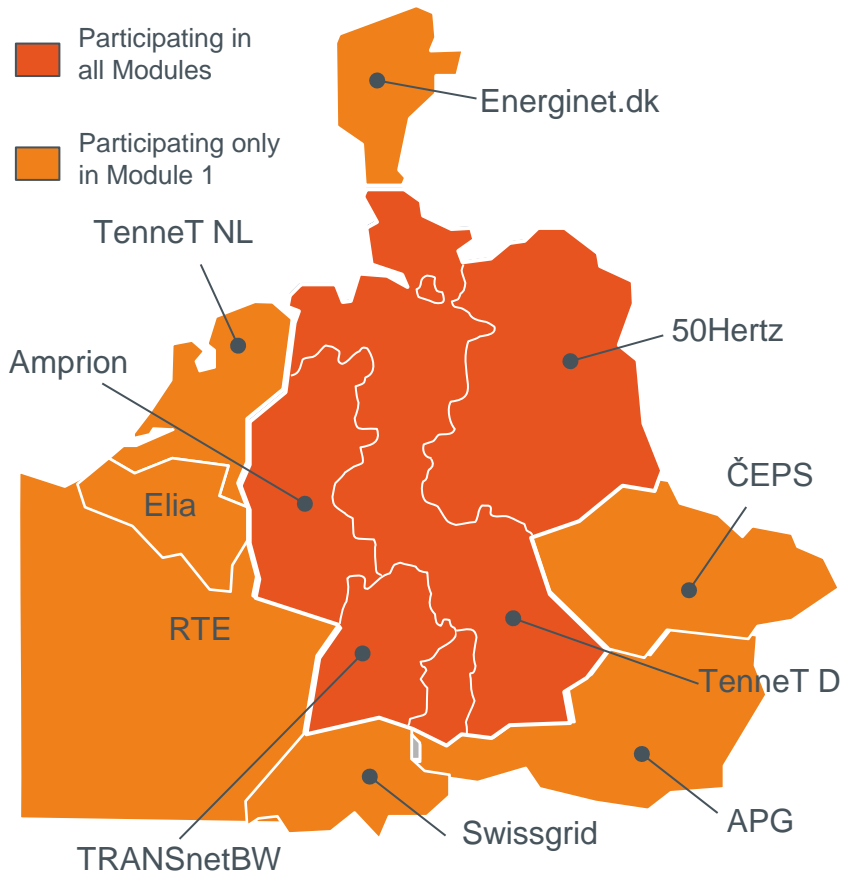 Participating in
all Modules
Participating only
in Module 1
Energinet.dk
TenneT NL
50Hertz
Amprion
ČEPS
Elia
RTE
TenneT D
APG
Swissgrid
TRANSnetBW